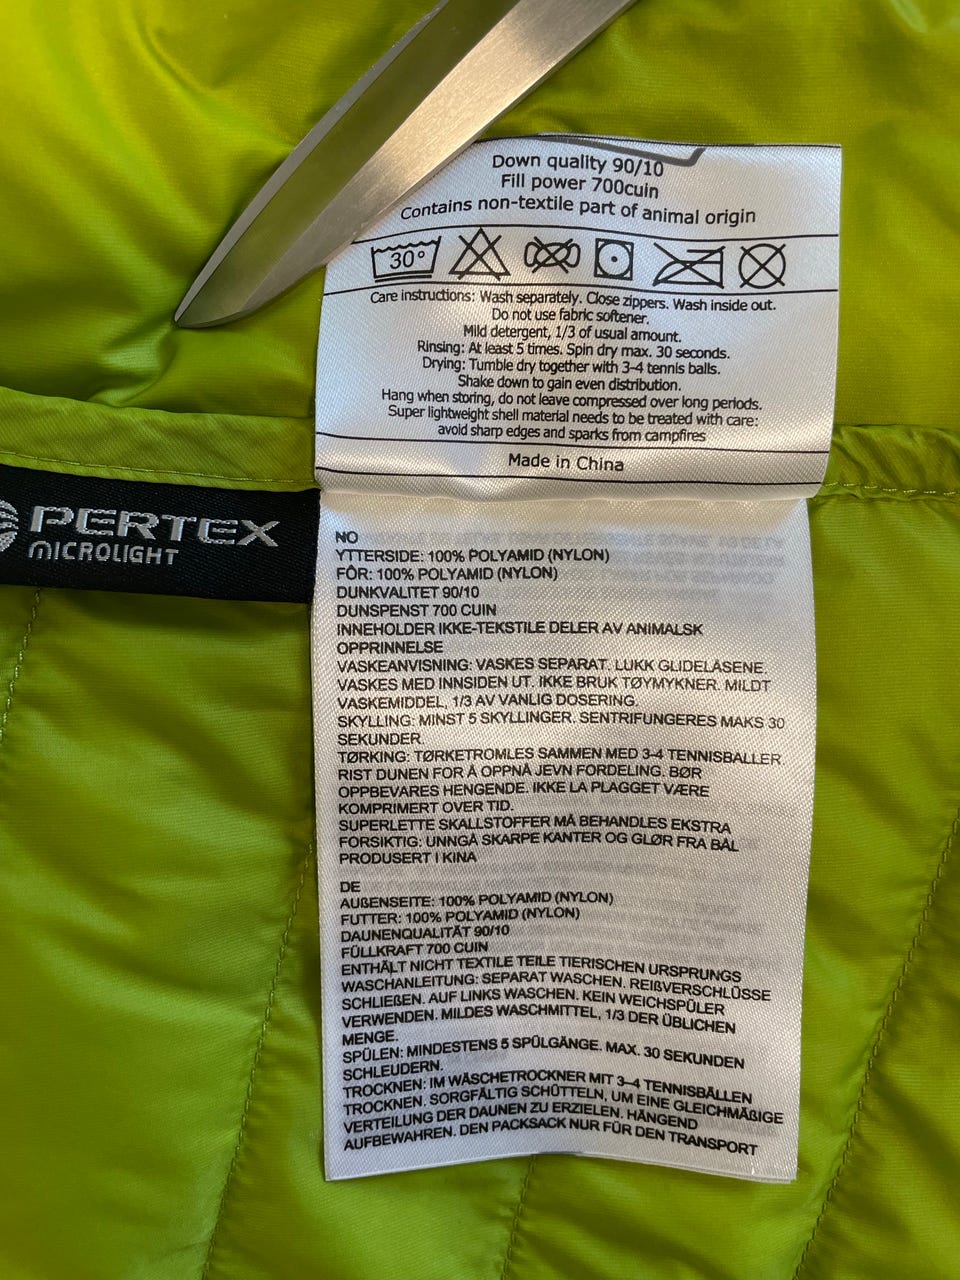 Down quality 90/10
Fill power 700cuin
Contains non-textile part of animal origin
30°
Care instructions: Wash separately. Close zippers. Wash inside out.
Do not use fabric softener.
Mild detergent, 1/3 of usual amount.
Rinsing: At least 5 times. Spin dry max. 30 seconds.
Drying: Tumble dry together with 3-4 tennis balls.
Shake down to gain even distribution.
Hang when storing, do not leave compressed over long periods.
Super lightweight shell material needs to be treated with care:
avoid sharp edges and sparks from campfires
Made in China
PERTEX
MICROLIGHT
NO
YTTERSIDE: 100% POLYAMID (NYLON)
FÔR: 100% POLYAMID (NYLON)
DUNKVALITET 90/10
DUNSPENST 700 CUIN
INNEHOLDER IKKE-TEKSTILE DELER AV ANIMALSK
OPPRINNELSE
VASKEANVISNING: VASKES SEPARAT. LUKK GLIDELÅSENE.
VASKES MED INNSIDEN UT. IKKE BRUK TØYMYKNER. MILDT
VASKEMIDDEL, 1/3 AV VANLIG DOSERING.
SKYLLING: MINST 5 SKYLLINGER. SENTRIFUNGERES MAKS 30
SEKUNDER.
TØRKING: TØRKETROMLES SAMMEN MED 3-4 TENNISBALLER
RIST DUNEN FOR Å OPPNÅ JEVN FORDELING. BØR
OPPBEVARES HENGENDE. IKKE LA PLAGGET VÆRE
KOMPRIMERT OVER TID.
SUPERLETTE SKALLSTOFFER MÅ BEHANDLES EKSTRA
FORSIKTIG: UNNGÅ SKARPE KANTER OG GLØR FRA BÅL
PRODUSERT I KINA
DE
AUßENSEITE: 100% POLYAMID (NYLON)
FUTTER: 100% POLYAMID (NYLON)
DAUNENQUALITÄT 90/10
FÜLLKRAFT 700 CUIN
ENTHÄLT NICHT TEXTILE TEILE TIERISCHEN URSPRUNGS
WASCHANLEITUNG: SEPARAT WASCHEN. REIßVERSCHLÜSSE
SCHLIEßEN. AUF LINKS WASCHEN. KEIN WEICHSPÜLER
VERWENDEN. MILDES WASCHMITTEL, 1/3 DER ÜBLICHEN
MENGE.
SPÜLEN: MINDESTENS 5 SPÜLGÄNGE. MAX. 30 SEKUNDEN
SCHLEUDERN.
TROCKNEN: IM WÄSCHETROCKNER MIT 3-4 TENNISBÄLLEN
TROCKNEN. SORGFÄLTIG SCHÜTTELN, UM EINE GLEICHMÄßIGE
VERTEILUNG DER DAUNEN ZU ERZIELEN. HÄNGEND
AUFBEWAHREN. DEN PACKSACK NUR FÜR DEN TRANSPORT